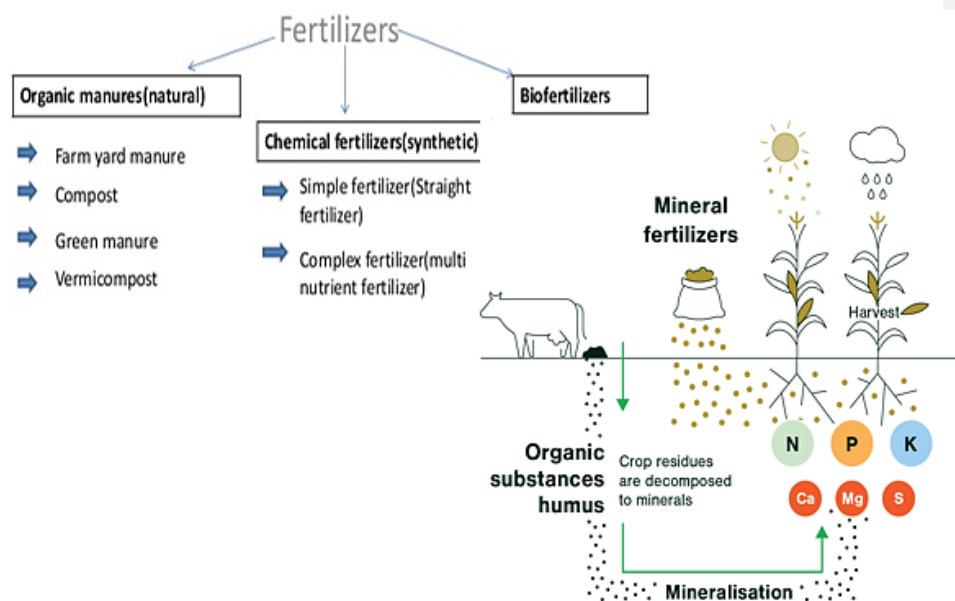 Fertilizers
Organic manures(natural)
Farm yard manure
Compost
Green manure
Vermicompost
Chemical fertilizers(synthetic)
Simple fertilizer(Straight
fertilizer)
Complex fertilizer(multi
nutrient fertilizer)
Biofertilizers
Mineral
fertilizers
Harvest
N P K
Ca Mg S
Organic
substances
humus
Crop residues
are decomposed
to minerals
Mineralisation